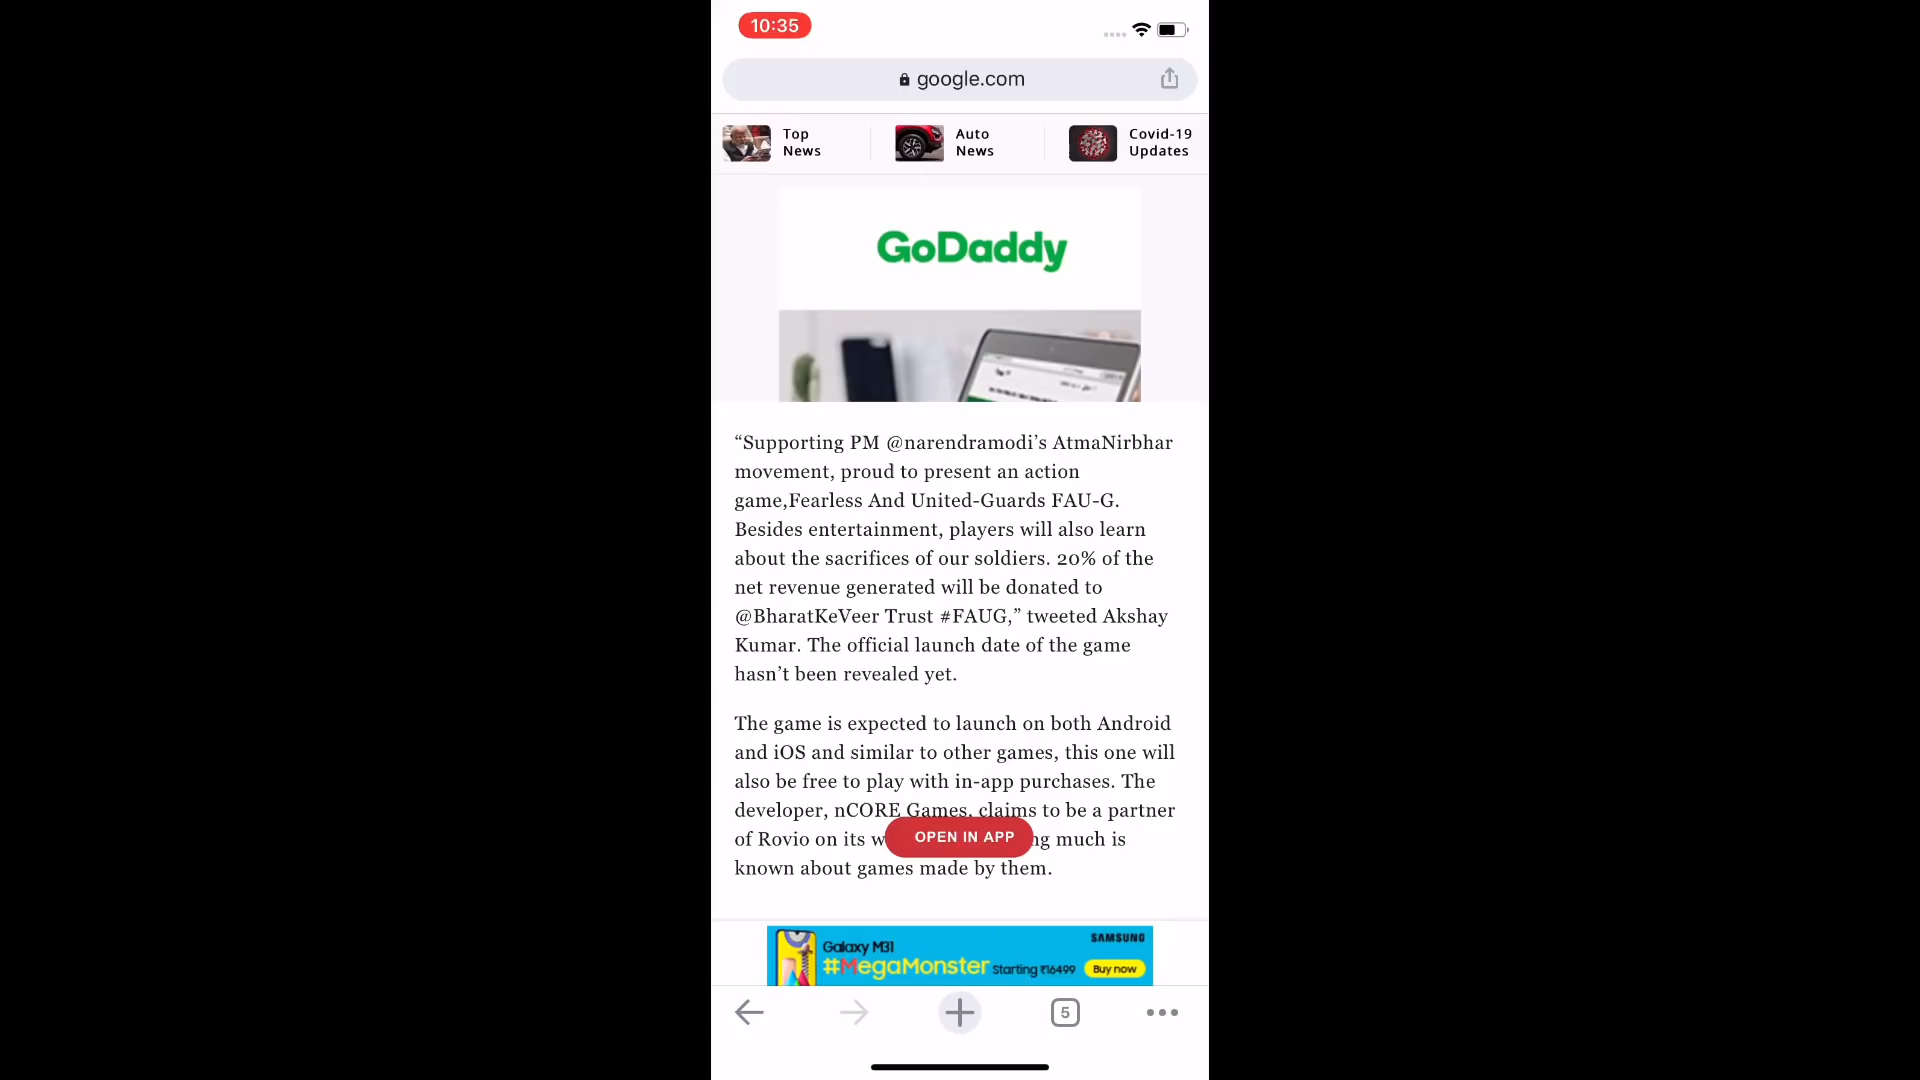 10:35
google.com
Top
News
Auto
News
Covid-19
Updates
GoDaddy
“Supporting PM @narendramodi’s AtmaNirbhar
movement, proud to present an action
game,Fearless And United-Guards FAU-G.
Besides entertainment, players will also learn
about the sacrifices of our soldiers. 20% of the
net revenue generated will be donated to
@BharatKeVeer Trust #FAUG,” tweeted Akshay
Kumar. The official launch date of the game
hasn’t been revealed yet.
The game is expected to launch on both Android
and iOS and similar to other games, this one will
also be free to play with in-app purchases. The
developer, nCORE Games, claims to be a partner
of Rovio on its w
OPEN IN APP
ng much is
known about games made by them.
Galaxy M31
SAMSUNG
#MegaMonster Starting ₹16499
Buy now
5